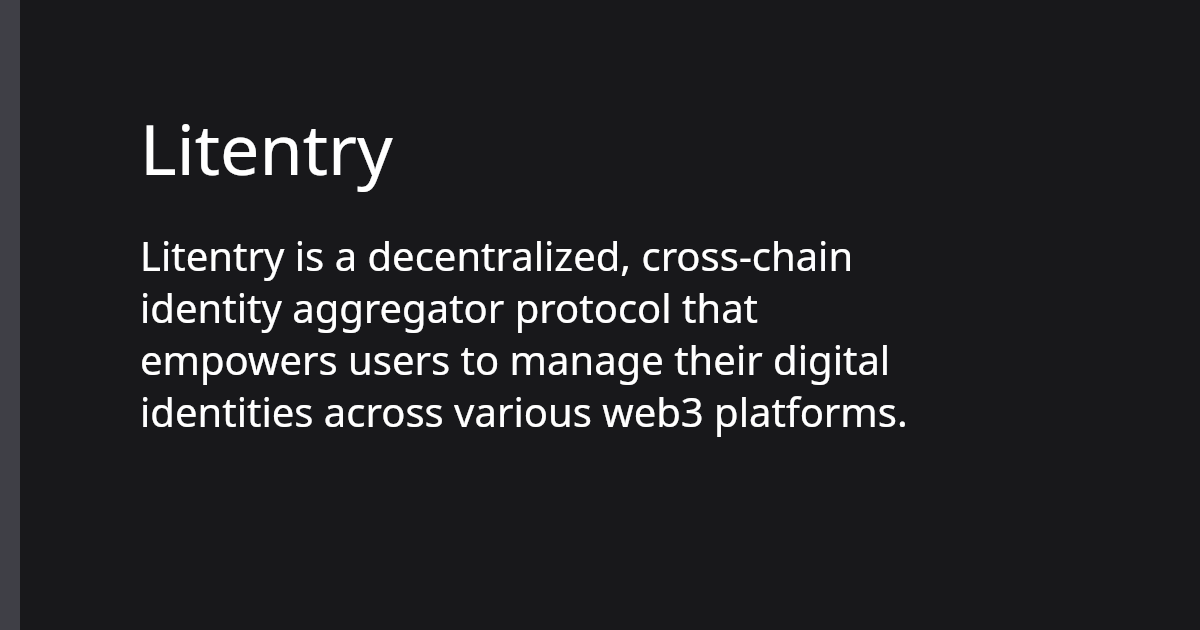 Litentry
Litentry is a decentralized, cross-chain
identity aggregator protocol that
empowers users to manage their digital
identities across various web3 platforms.